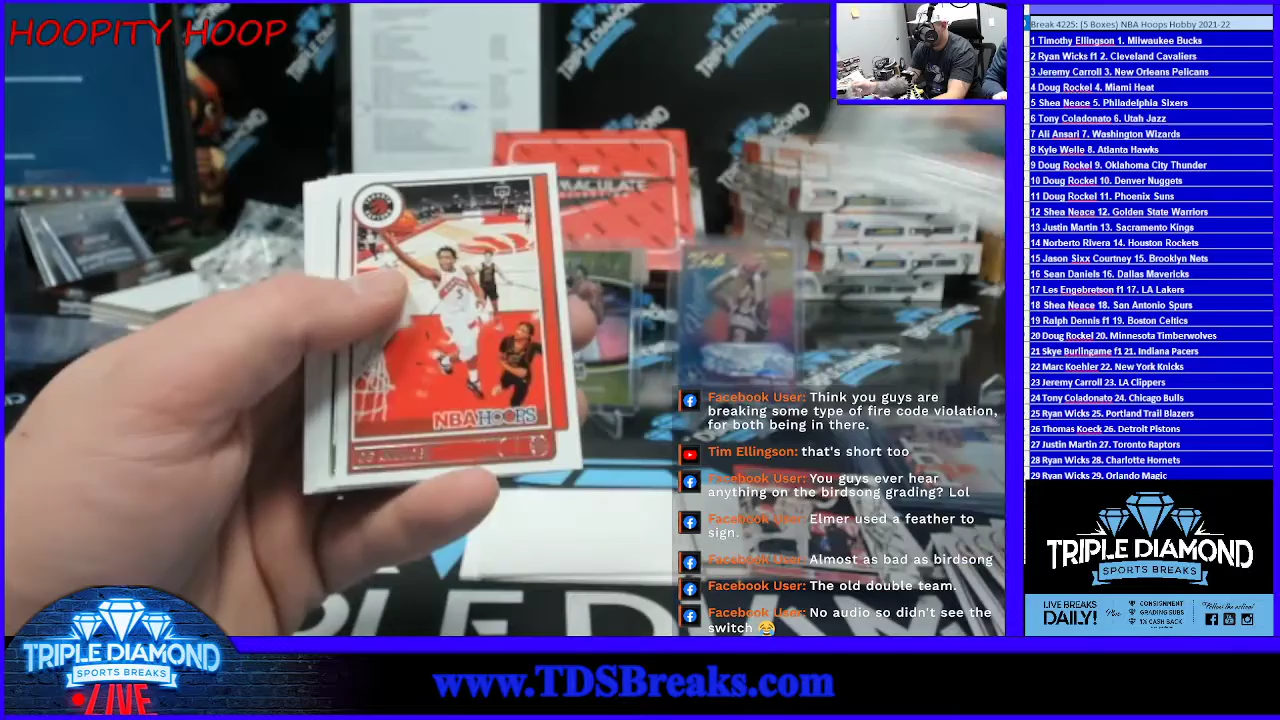 HOOPITY HOOP
Break 4225: (5 Boxes) NBA Hoops Hobby 2021-22
1 Timothy Ellingson 1. Milwaukee Bucks
2 Ryan Wicks f1 2. Cleveland Cavaliers
3 Jeremy Carroll 3. New Orleans Pelicans
4 Doug Rockel 4. Miami Heat
5 Shea Neace 5. Philadelphia Sixers
6 Tony Coladonato 6. Utah Jazz
7 Ali Ansari 7. Washington Wizards
8 Kyle Welle 8. Atlanta Hawks
9 Doug Rockel 9. Oklahoma City Thunder
10 Doug Rockel 10. Denver Nuggets
11 Doug Rockel 11. Phoenix Suns
12 Shea Neace 12. Golden State Warriors
13 Justin Martin 13. Sacramento Kings
14 Norberto Rivera 14. Houston Rockets
15 Jason Sixx Courtney 15. Brooklyn Nets
16 Sean Daniels 16. Dallas Mavericks
17 Les Engebretson f1 17. LA Lakers
18 Shea Neace 18. San Antonio Spurs
19 Ralph Dennis f1 19. Boston Celtics
20 Doug Rockel 20. Minnesota Timberwolves
21 Skye Burlingame f1 21. Indiana Pacers
22 Marc Koehler 22. New York Knicks
23 Jeremy Carroll 23. LA Clippers
24 Tony Coladonato 24. Chicago Bulls
25 Ryan Wicks 25. Portland Trail Blazers
26 Thomas Koeck 26. Detroit Pistons
27 Justin Martin 27. Toronto Raptors
28 Ryan Wicks 28. Charlotte Hornets
29 Ryan Wicks 29. Orlando Magic
IMMACULATE
NBA HOOPS
Facebook User: Think you guys are
breaking some type of fire code violation,
for both being in there.
Tim Ellingson: that's short too
Facebook User: You guys ever hear
anything on the birdsong grading? Lol
Facebook User: Elmer used a feather to
sign.
Facebook User: Almost as bad as birdsong
Facebook User: The old double team.
Facebook User: No audio so didn't see the
switch 😂
TRIPLE DIAMOND
SPORTS BREAKS
LIVE BREAKS
DAILY!
Plus
CONSIGNMENT
GRADING SUBS
1% CASH BACK
Follow the action!
TRIPLE DIAMOND
SPORTS BREAKS
LIVE
www.TDSBreaks.com